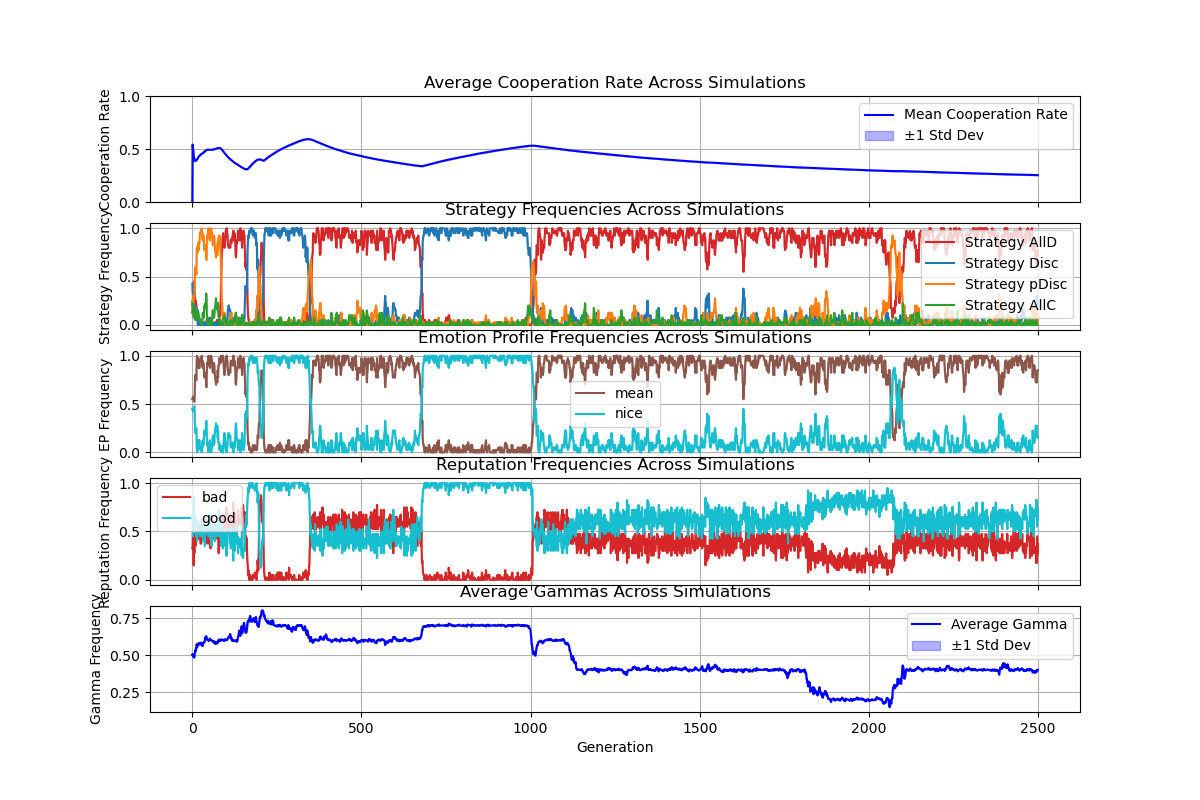 Average Cooperation Rate Across Simulations
Cooperation Rate
1.0
0.5
0.0
Mean Cooperation Rate
±1 Std Dev
Strategy Frequencies Across Simulations
Strategy Frequency
1.0
0.5
0.0
Strategy AllD
Strategy Disc
Strategy pDisc
Strategy AllC
Emotion Profile Frequencies Across Simulations
EP Frequency
1.0
0.5
0.0
mean
nice
Reputation Frequencies Across Simulations
Reputation Frequency
1.0
0.5
0.0
bad
good
Average Gammas Across Simulations
Gamma Frequency
0.75
0.50
0.25
Average Gamma
±1 Std Dev
0
500
1000
1500
2000
2500
Generation